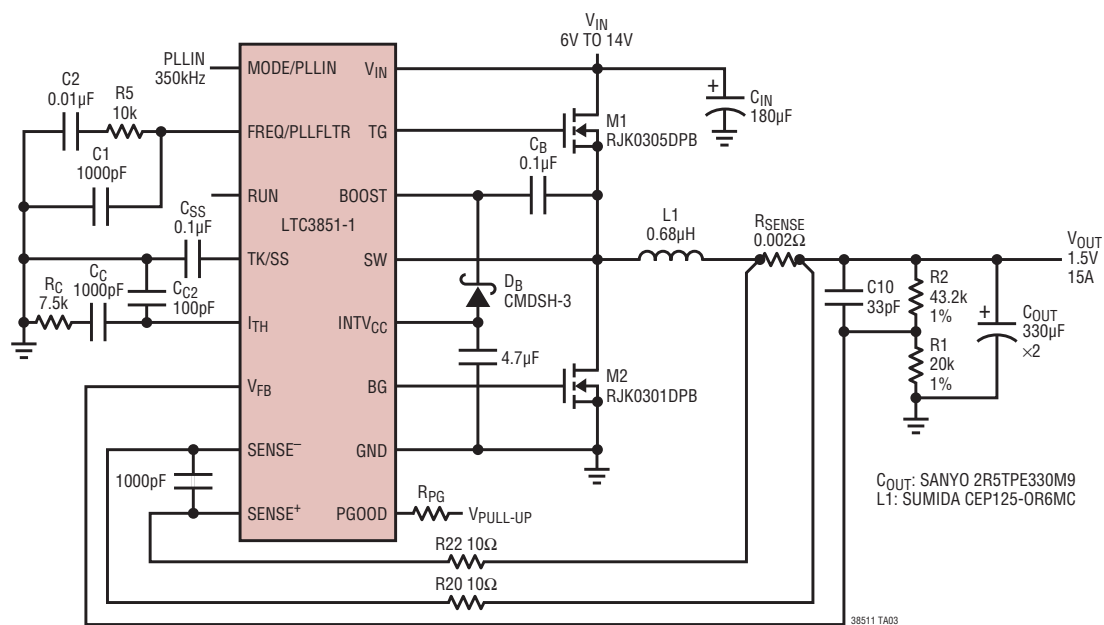 V_IN
6V TO 14V
PLLIN
350kHz
MODE/PLLIN
V_IN
C2
0.01µF
R5
10k
FREQ/PLLFLTR
TG
M1
RJK0305DPB
+
C_IN
180µF
C1
1000pF
C_B
0.1µF
RUN
BOOST
LTC3851-1
C_SS
0.1µF
TK/SS
SW
L1
0.68µH
R_SENSE
0.002Ω
V_OUT
1.5V
15A
R_C
7.5k
C_C
1000pF
C_C2
100pF
D_B
CMDSH-3
C10
33pF
R2
43.2k
1%
I_TH
INTV_CC
+
C_OUT
330µF
×2
4.7µF
R1
20k
1%
V_FB
BG
M2
RJK0301DPB
SENSE⁻
GND
1000pF
C_OUT: SANYO 2R5TPE330M9
L1: SUMIDA CEP125-OR6MC
SENSE⁺
PGOOD
R_PG
V_PULL-UP
R22 10Ω
R20 10Ω
38511 TA03